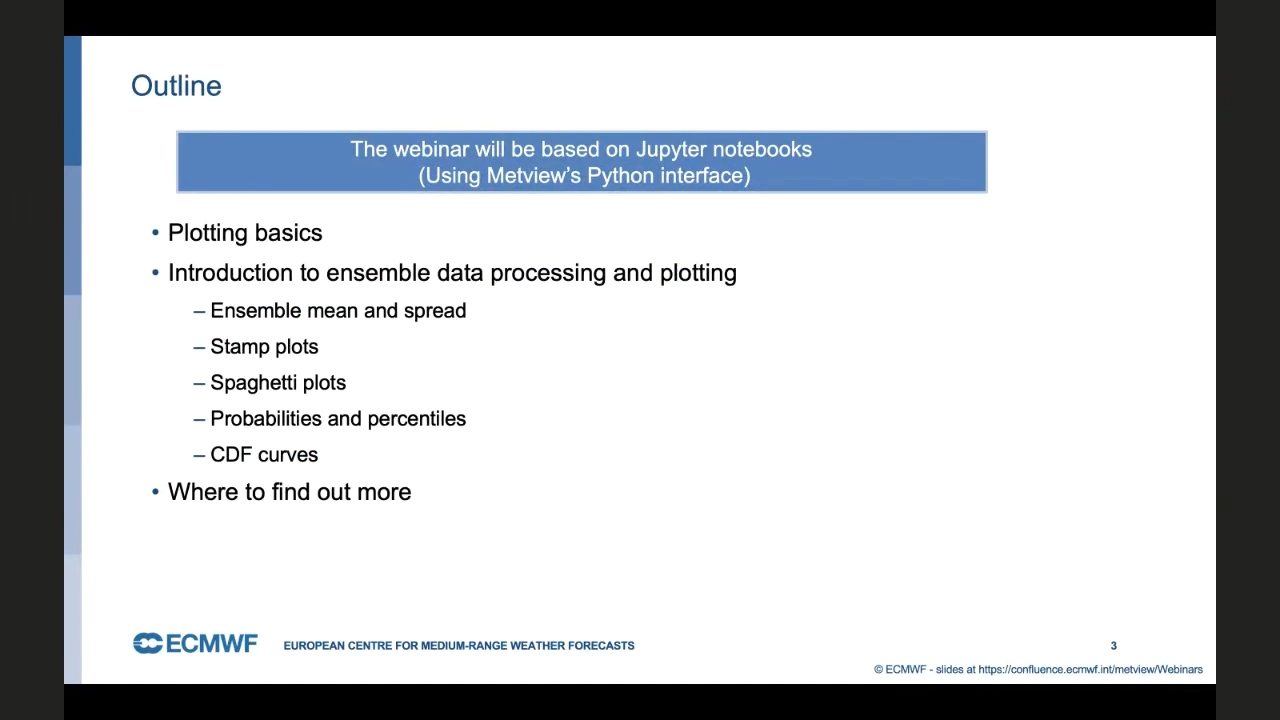 Outline
The webinar will be based on Jupyter notebooks
(Using Metview's Python interface)
• Plotting basics
• Introduction to ensemble data processing and plotting
– Ensemble mean and spread
– Stamp plots
– Spaghetti plots
– Probabilities and percentiles
– CDF curves
• Where to find out more
ECMWF EUROPEAN CENTRE FOR MEDIUM-RANGE WEATHER FORECASTS 3
© ECMWF - slides at https://confluence.ecmwf.int/metview/Webinars